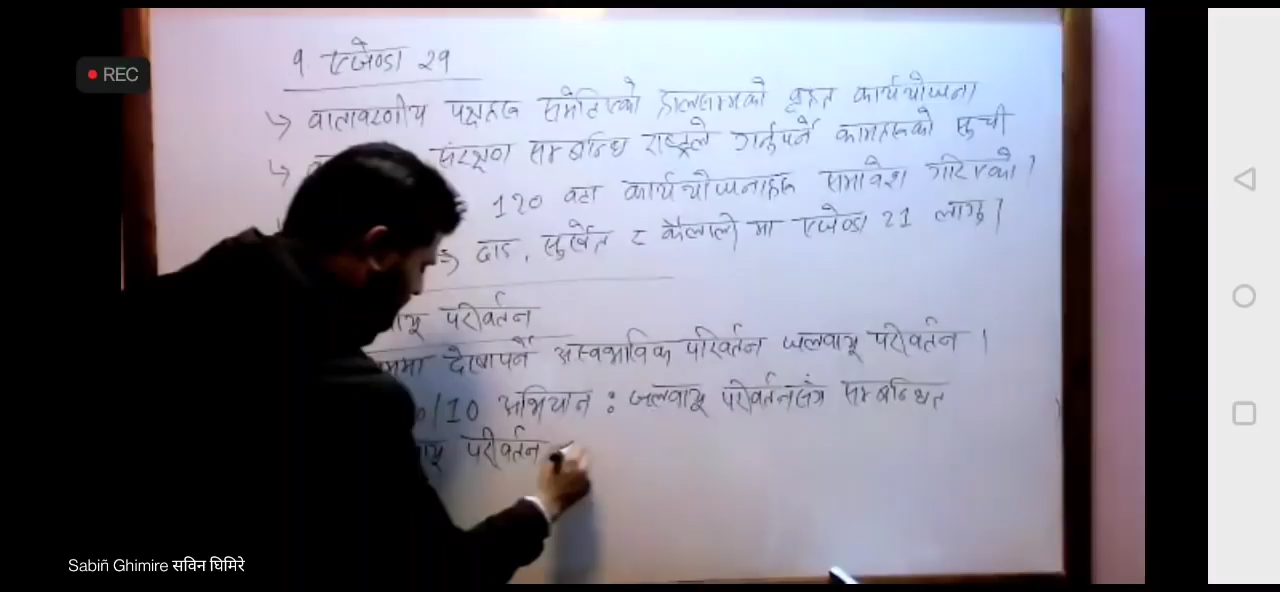 REC
१ एजेण्डा २१
↳ वातावरणीय पक्षहरू समेटिएको हालसम्मको वृहत कार्ययोजना
↳ संरक्षण सम्बन्धि राष्ट्रले गर्नुपर्ने कामहरूको सुची
120 वटा कार्ययोजनाहरू समावेश गरिएको।
⇒ दाङ, सुर्खेत र कैलाली मा एजेण्डा 21 लागु।
परिवर्तन
देखापर्ने अस्वभाविक परिवर्तन जलवायु परिवर्तन ।
/10 अभियान : जलवायु परिवर्तनसंग सम्बन्धित
परिवर्तन
Sabiñ Ghimire सविन घिमिरे